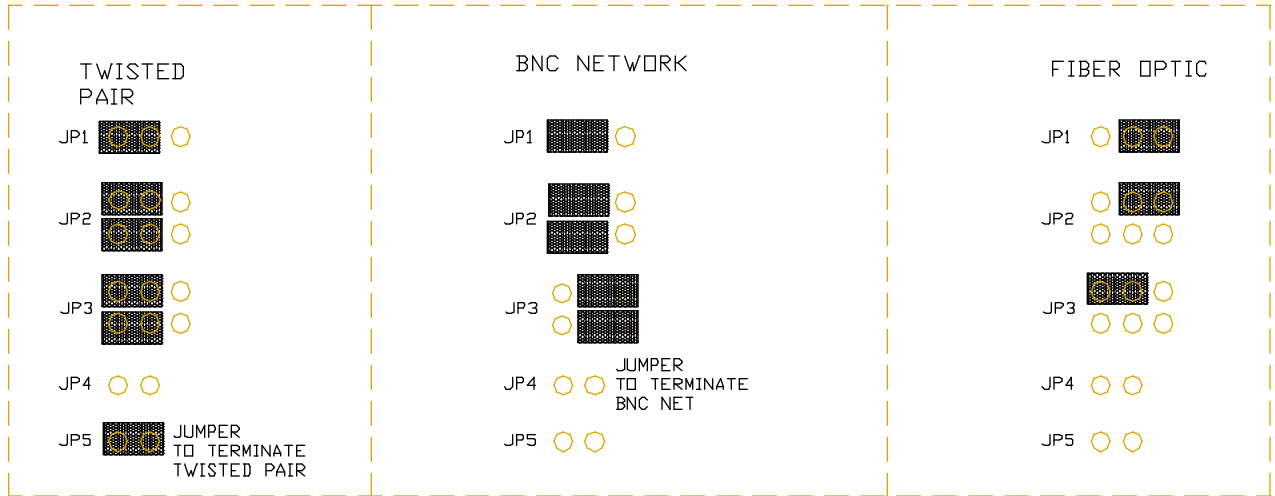 TWISTED
PAIR
JP1
JP2
JP3
JP4
JP5
JUMPER
TO TERMINATE
TWISTED PAIR
BNC NETWORK
JP1
JP2
JP3
JP4
JUMPER
TO TERMINATE
BNC NET
JP5
FIBER OPTIC
JP1
JP2
JP3
JP4
JP5